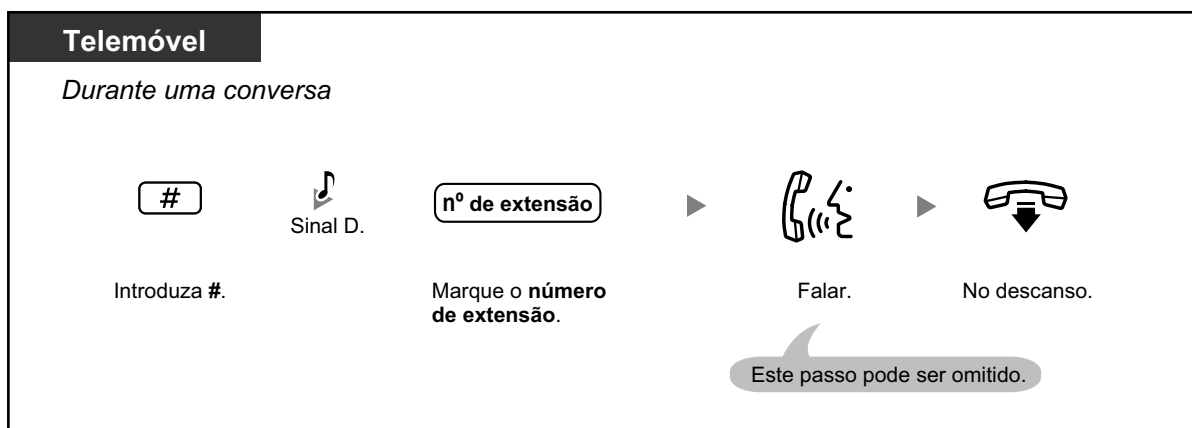 Telemóvel
Durante uma conversa
#
Sinal D.
nº de extensão
Introduza #.
Marque o número
de extensão.
Falar.
No descanso.
Este passo pode ser omitido.